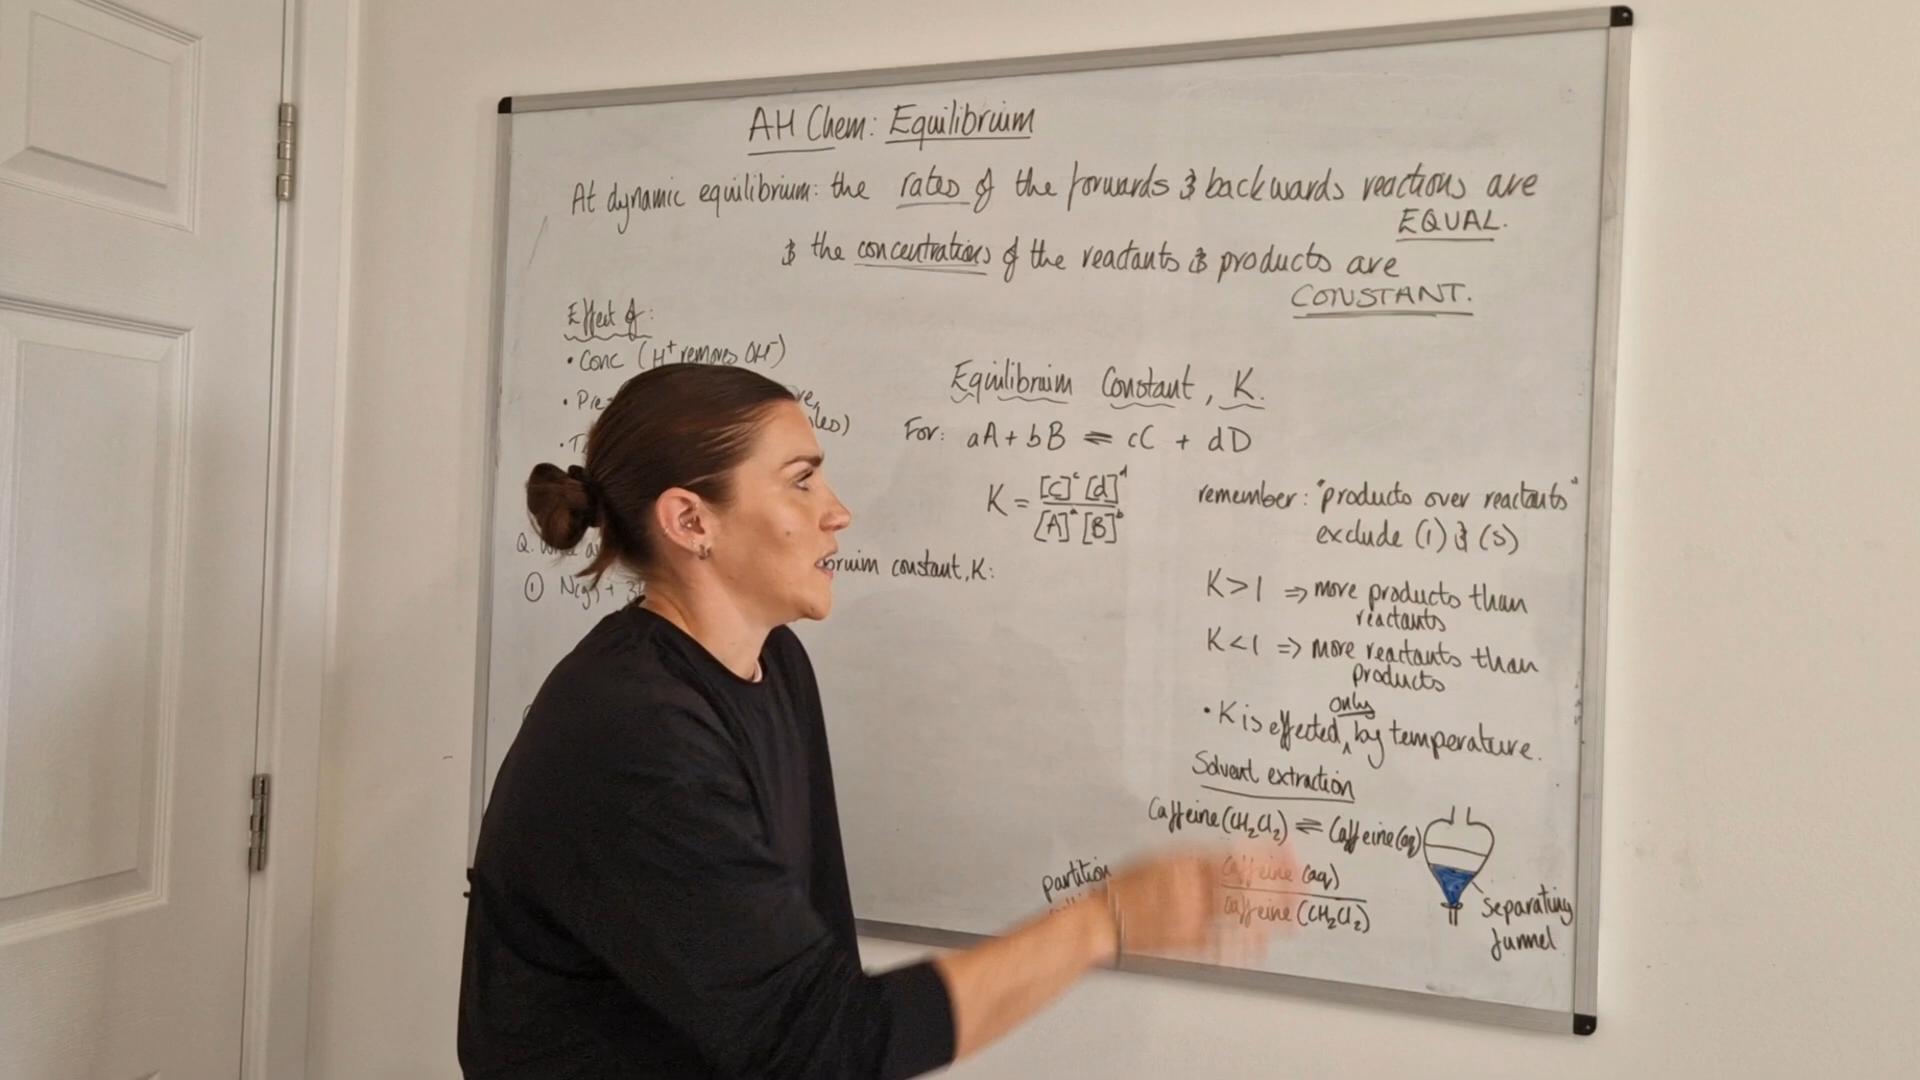 AH Chem: Equilibrium
At dynamic equilibrium: the rates of the forwards & backwards reactions are
EQUAL.
& the concentrations of the reactants & products are
CONSTANT.
Effect of:
• Conc (H⁺ removes OH⁻)
Equilibrium Constant, K.
For: aA + bB ⇌ cC + dD
K = [C]ᶜ [d]ᵈ
[A]ᵃ [B]ᵇ
remember: "products over reactants"
exclude (l) & (s)
Q.
constant, K:
①
K > 1 ⇒ more products than
reactants
K < 1 ⇒ more reactants than
products
only
• K is effected ‸ by temperature.
Solvent extraction
Caffeine (CH₂Cl₂) ⇌ Caffeine (aq)
partition
caffeine (aq)
caffeine (CH₂Cl₂)
separating
funnel